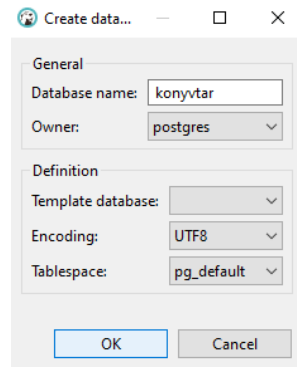 Create data...
General
Database name: konyvtar
Owner: postgres
Definition
Template database:
Encoding: UTF8
Tablespace: pg_default
OK Cancel